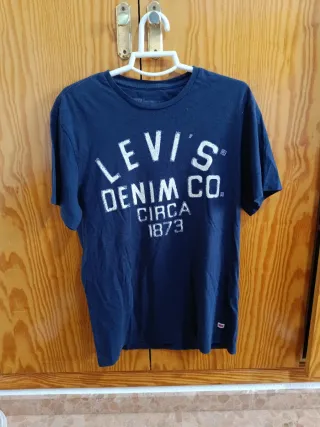 LEVI'S®
DENIM CO.
CIRCA
1873